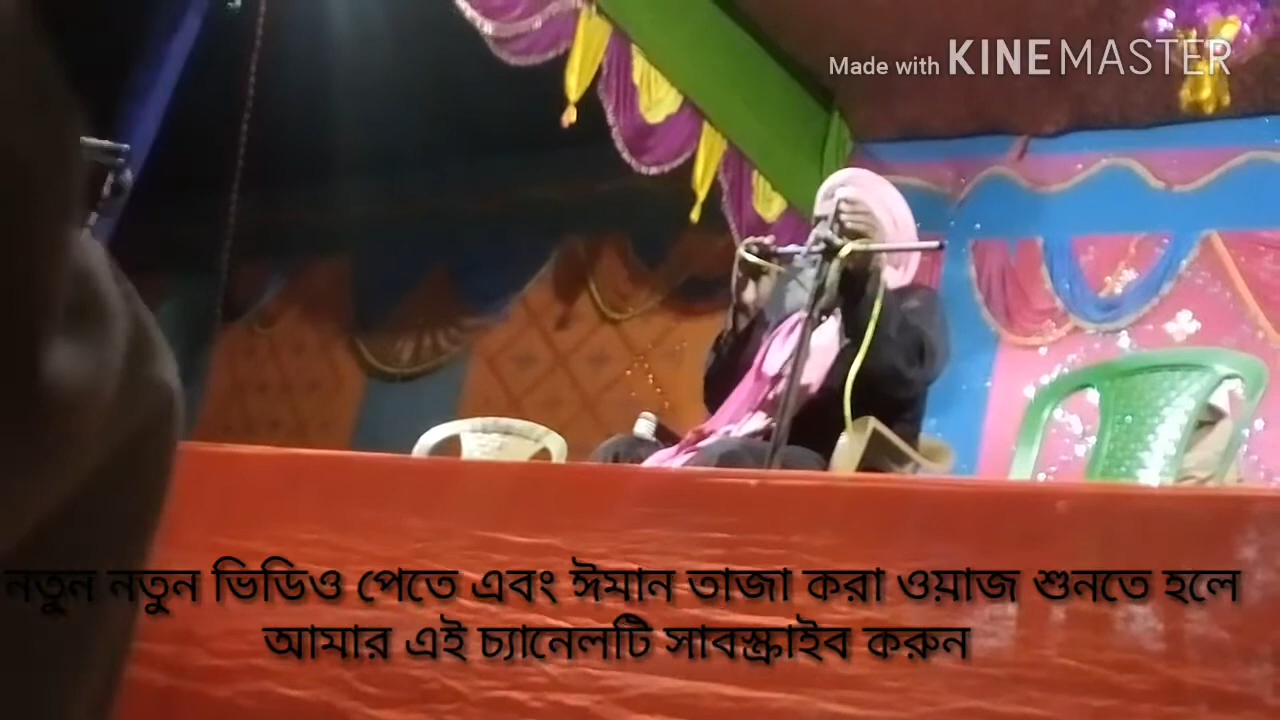 Made with KINEMASTER
নতুন নতুন ভিডিও পেতে এবং ঈমান তাজা করা ওয়াজ শুনতে হলে
আমার এই চ্যানেলটি সাবস্ক্রাইব করুন